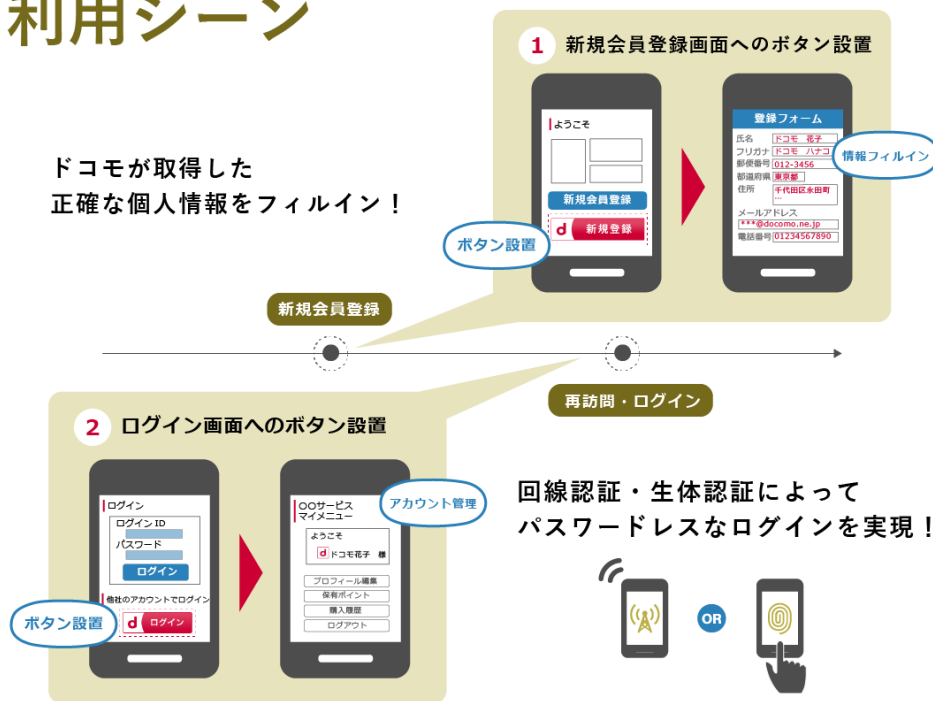 利用シーン
1 新規会員登録画面へのボタン設置
ドコモが取得した
正確な個人情報をフィルイン！
ようこそ
新規会員登録
d 新規登録
ボタン設置
登録フォーム
氏名 ドコモ 花子
フリガナ ドコモ ハナコ
郵便番号 012-3456
都道府県 東京都
住所 千代田区永田町
…
メールアドレス
***@docomo.ne.jp
電話番号 01234567890
情報フィルイン
新規会員登録
再訪問・ログイン
2 ログイン画面へのボタン設置
ログイン
ログイン ID
パスワード
ログイン
他社のアカウントでログイン
d ログイン
ボタン設置
〇〇サービス
マイメニュー
ようこそ
d ドコモ花子 様
プロフィール編集
保有ポイント
購入履歴
ログアウト
アカウント管理
回線認証・生体認証によって
パスワードレスなログインを実現！
OR